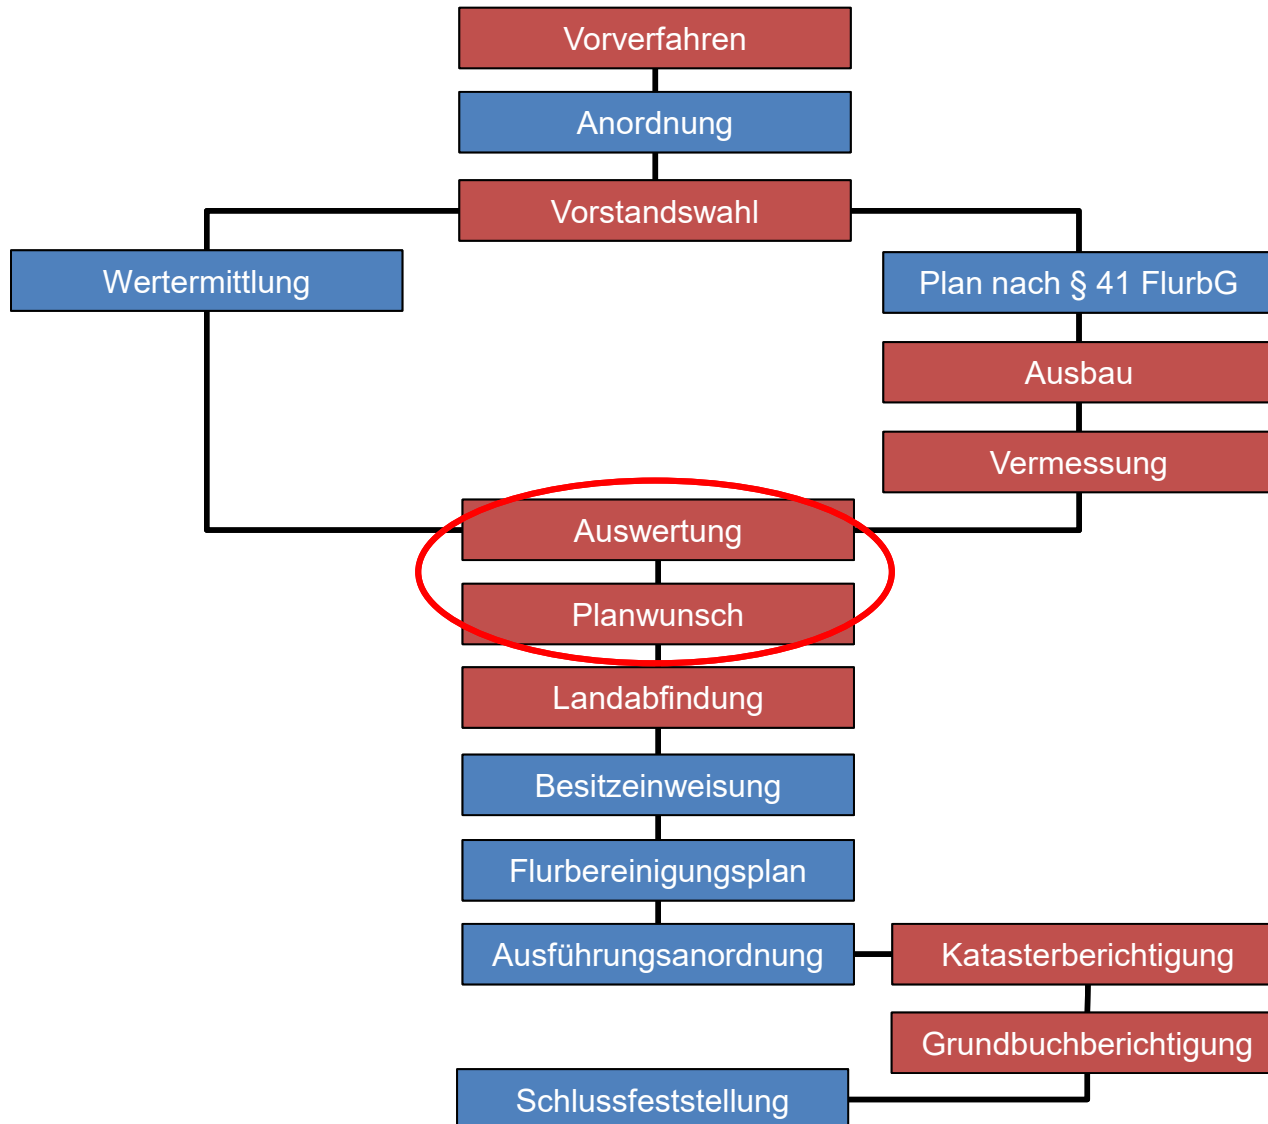 Vorverfahren
Anordnung
Vorstandswahl
Wertermittlung
Plan nach § 41 FlurbG
Ausbau
Vermessung
Auswertung
Planwunsch
Landabfindung
Besitzeinweisung
Flurbereinigungsplan
Ausführungsanordnung
Katasterberichtigung
Grundbuchberichtigung
Schlussfeststellung